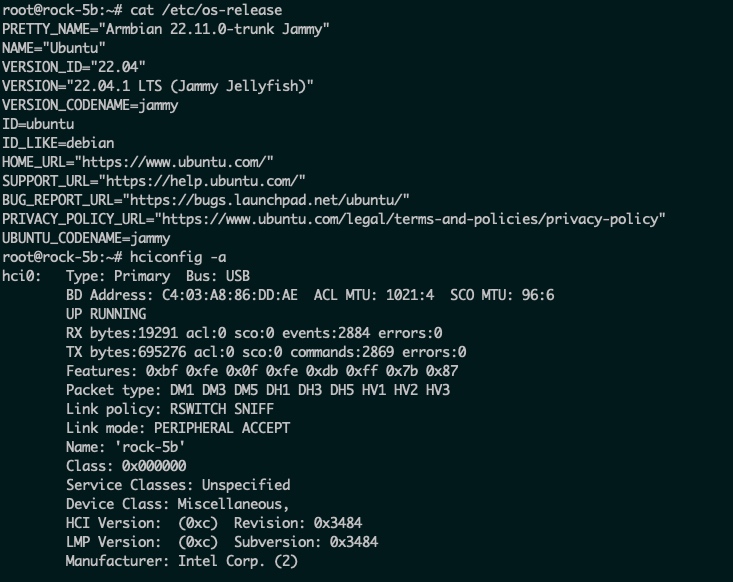 root@rock-5b:~# cat /etc/os-release
PRETTY_NAME="Armbian 22.11.0-trunk Jammy"
NAME="Ubuntu"
VERSION_ID="22.04"
VERSION="22.04.1 LTS (Jammy Jellyfish)"
VERSION_CODENAME=jammy
ID=ubuntu
ID_LIKE=debian
HOME_URL="https://www.ubuntu.com/"
SUPPORT_URL="https://help.ubuntu.com/"
BUG_REPORT_URL="https://bugs.launchpad.net/ubuntu/"
PRIVACY_POLICY_URL="https://www.ubuntu.com/legal/terms-and-policies/privacy-policy"
UBUNTU_CODENAME=jammy
root@rock-5b:~# hciconfig -a
hci0:   Type: Primary  Bus: USB
        BD Address: C4:03:A8:86:DD:AE  ACL MTU: 1021:4  SCO MTU: 96:6
        UP RUNNING
        RX bytes:19291 acl:0 sco:0 events:2884 errors:0
        TX bytes:695276 acl:0 sco:0 commands:2869 errors:0
        Features: 0xbf 0xfe 0x0f 0xfe 0xdb 0xff 0x7b 0x87
        Packet type: DM1 DM3 DM5 DH1 DH3 DH5 HV1 HV2 HV3
        Link policy: RSWITCH SNIFF
        Link mode: PERIPHERAL ACCEPT
        Name: 'rock-5b'
        Class: 0x000000
        Service Classes: Unspecified
        Device Class: Miscellaneous,
        HCI Version:  (0xc)  Revision: 0x3484
        LMP Version:  (0xc)  Subversion: 0x3484
        Manufacturer: Intel Corp. (2)